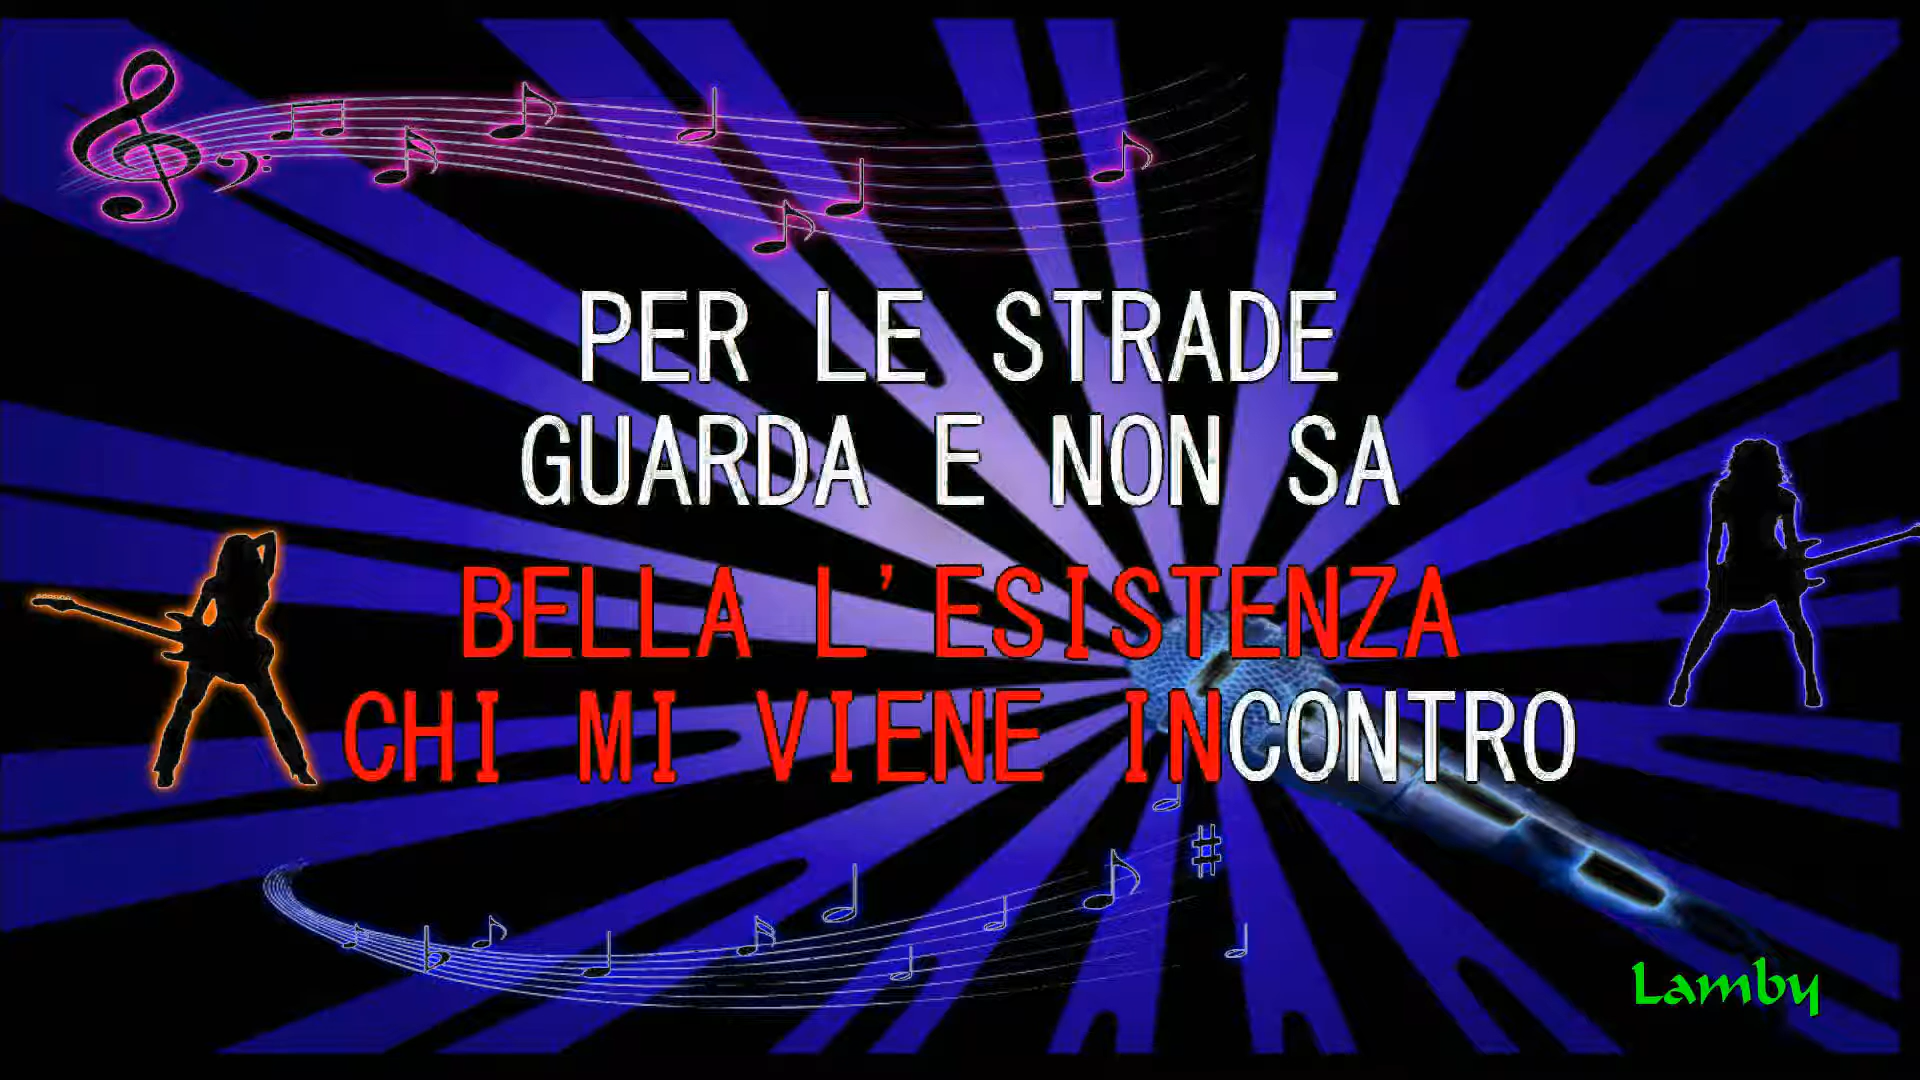 PER LE STRADE
GUARDA E NON SA
BELLA L'ESISTENZA
CHI MI VIENE INCONTRO
Lamby